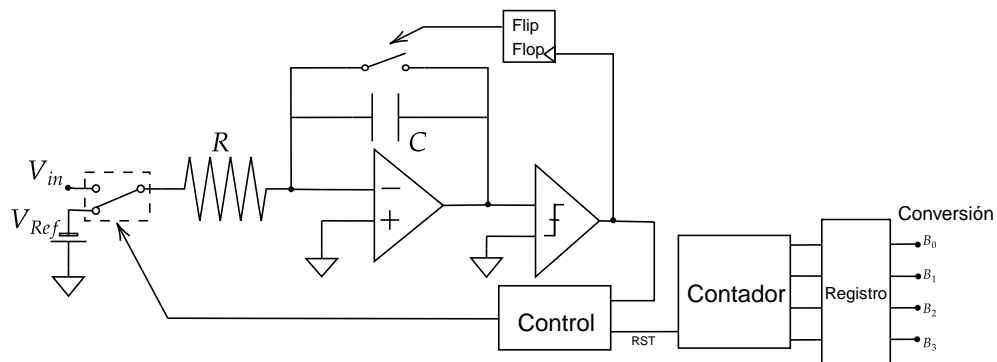 Flip
Flop
R
C
V_in
V_Ref
−
+
Control
RST
Contador
Registro
Conversión
B_0
B_1
B_2
B_3